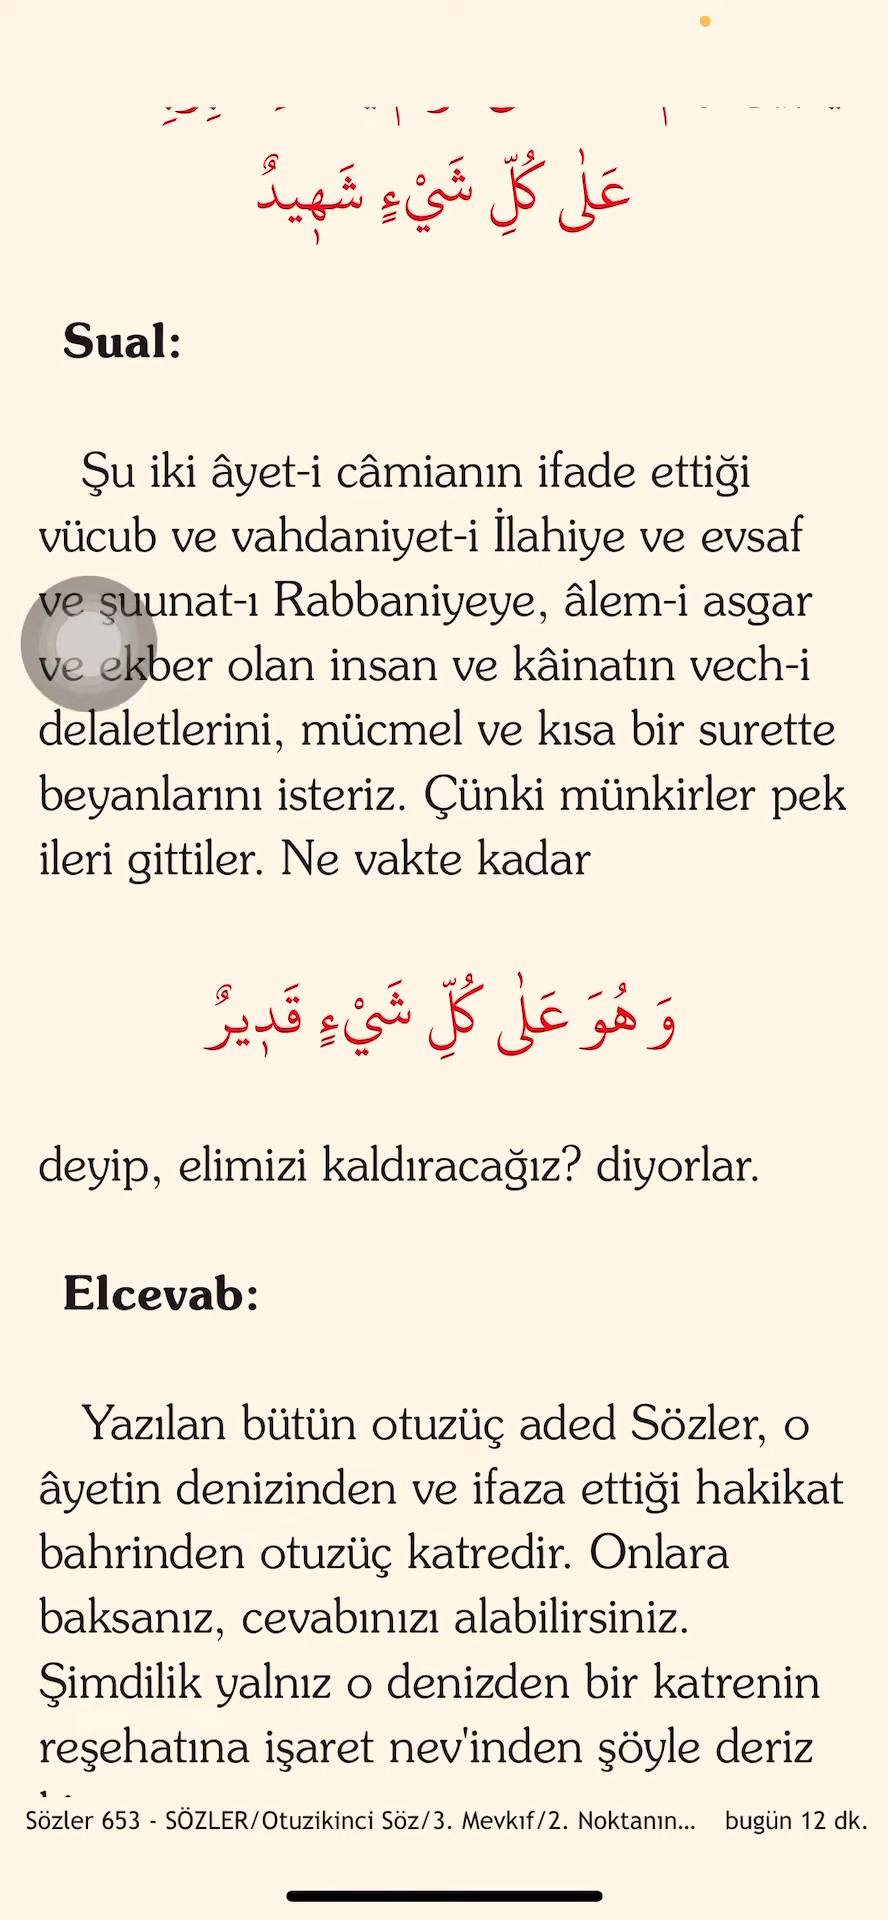 عَلٰى كُلِّ شَيْءٍ شَهِيدٌ
Sual:
Şu iki âyet-i câmianın ifade ettiği
vücub ve vahdaniyet-i İlahiye ve evsaf
ve şuunat-ı Rabbaniyeye, âlem-i asgar
ve ekber olan insan ve kâinatın vech-i
delaletlerini, mücmel ve kısa bir surette
beyanlarını isteriz. Çünki münkirler pek
ileri gittiler. Ne vakte kadar
وَ هُوَ عَلٰى كُلِّ شَيْءٍ قَدِيرٌ
deyip, elimizi kaldıracağız? diyorlar.
Elcevab:
Yazılan bütün otuzüç aded Sözler, o
âyetin denizinden ve ifaza ettiği hakikat
bahrinden otuzüç katredir. Onlara
baksanız, cevabınızı alabilirsiniz.
Şimdilik yalnız o denizden bir katrenin
reşehatına işaret nev'inden şöyle deriz
Sözler 653 - SÖZLER/Otuzikinci Söz/3. Mevkıf/2. Noktanın... bugün 12 dk.